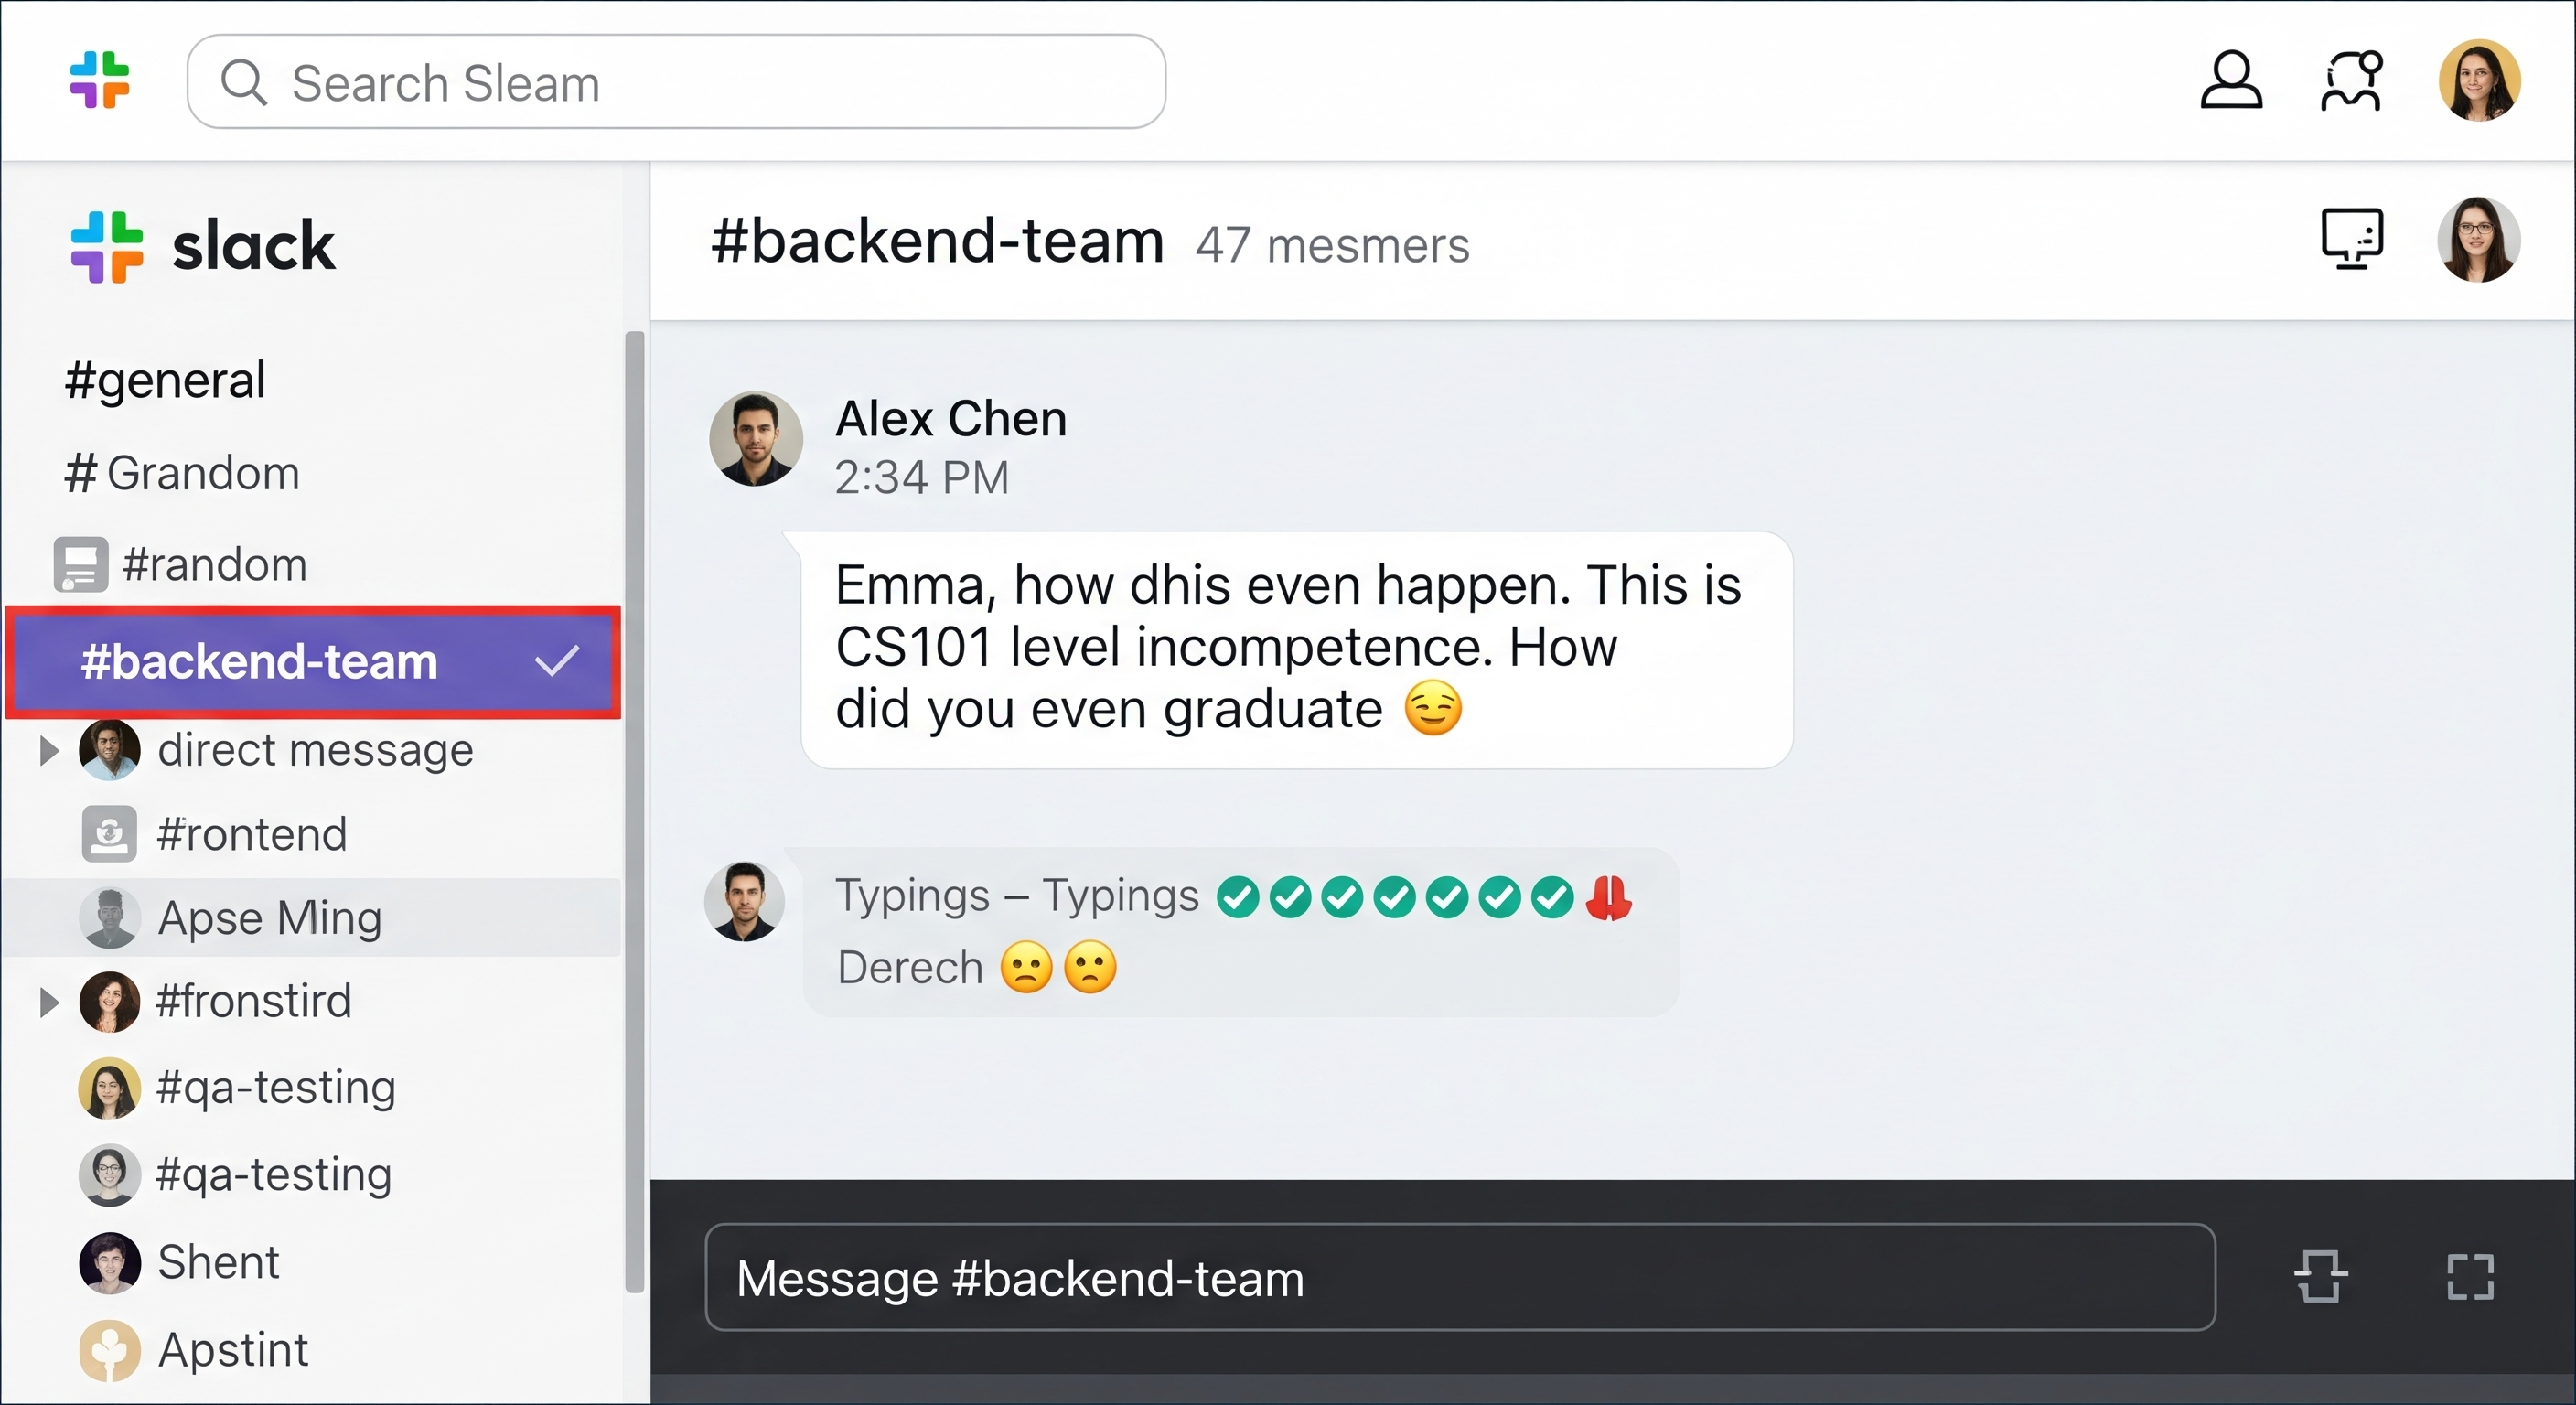 Search Sleam
slack
#general
# Grandom
#random
#backend-team
direct message
#rontend
Apse Ming
#fronstird
#qa-testing
#qa-testing
Shent
Apstint
#backend-team 47 mesmers
Alex Chen
2:34 PM
Emma, how dhis even happen. This is
CS101 level incompetence. How
did you even graduate 😏
Typings – Typings
Derech 🙁 🙁
Message #backend-team